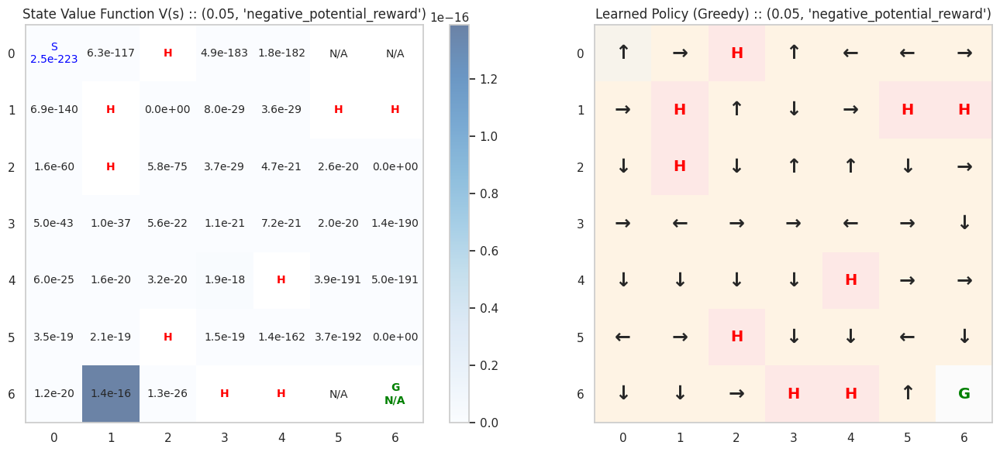 State Value Function V(s) :: (0.05, 'negative_potential_reward')
1e−16
0 S 6.3e-117 H 4.9e-183 1.8e-182 N/A N/A
2.5e-223
1 6.9e-140 H 0.0e+00 8.0e-29 3.6e-29 H H
2 1.6e-60 H 5.8e-75 3.7e-29 4.7e-21 2.6e-20 0.0e+00
3 5.0e-43 1.0e-37 5.6e-22 1.1e-21 7.2e-21 2.0e-20 1.4e-190
4 6.0e-25 1.6e-20 3.2e-20 1.9e-18 H 3.9e-191 5.0e-191
5 3.5e-19 2.1e-19 H 1.5e-19 1.4e-162 3.7e-192 0.0e+00
6 1.2e-20 1.4e-16 1.3e-26 H H N/A G
N/A
0 1 2 3 4 5 6
1.2
1.0
0.8
0.6
0.4
0.2
0.0
Learned Policy (Greedy) :: (0.05, 'negative_potential_reward')
0 ↑ → H ↑ ← ← →
1 → H ↑ ↓ → H H
2 ↓ H ↓ ↑ ↑ ↓ →
3 → ← → → ← → ↓
4 ↓ ↓ ↓ ↓ H → →
5 ← → H ↓ ↓ ← ↓
6 ↓ ↓ → H H ↑ G
0 1 2 3 4 5 6